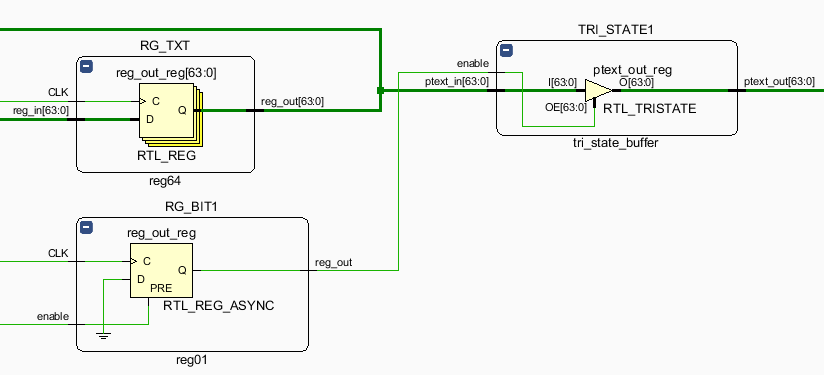 RG_TXT
reg_out_reg[63:0]
CLK
C
reg_in[63:0]
D
Q
reg_out[63:0]
RTL_REG
reg64
RG_BIT1
reg_out_reg
CLK
C
D
Q
PRE
reg_out
RTL_REG_ASYNC
enable
reg01
TRI_STATE1
enable
ptext_in[63:0]
ptext_out_reg
I[63:0]
O[63:0]
OE[63:0]
RTL_TRISTATE
ptext_out[63:0]
tri_state_buffer